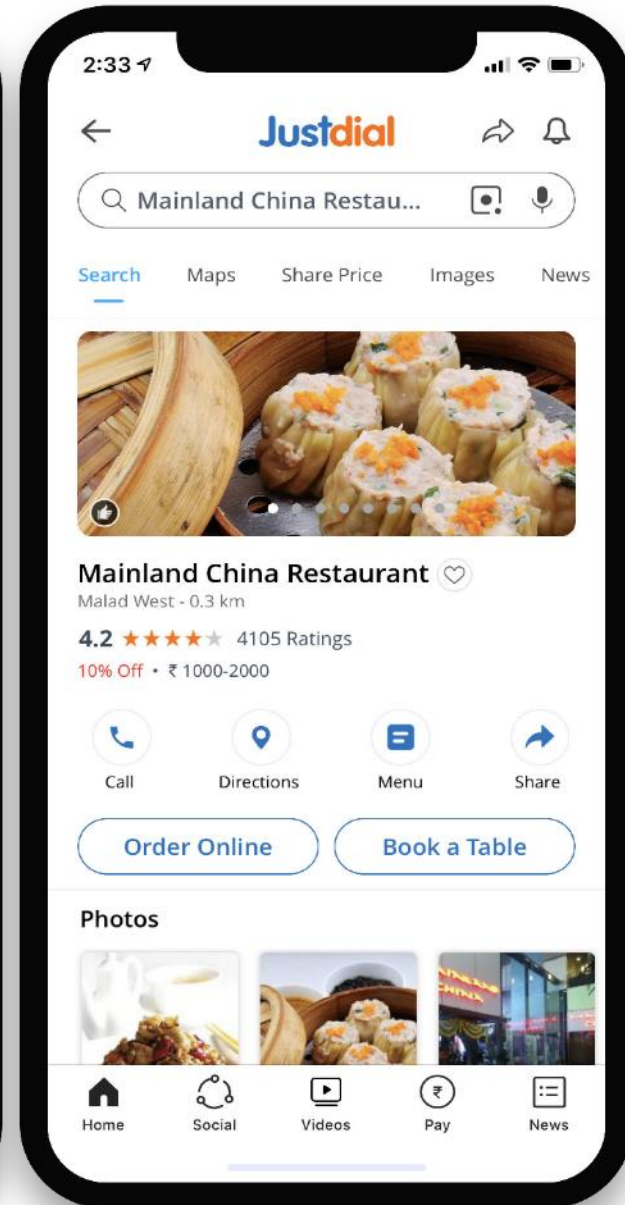 2:33
Justdial
Mainland China Restau...
Search Maps Share Price Images News
Mainland China Restaurant
Malad West - 0.3 km
4.2 ★★★★★ 4105 Ratings
10% Off • ₹ 1000-2000
Call Directions Menu Share
Order Online Book a Table
Photos
MAINLAND
CHINA
Home Social Videos Pay News